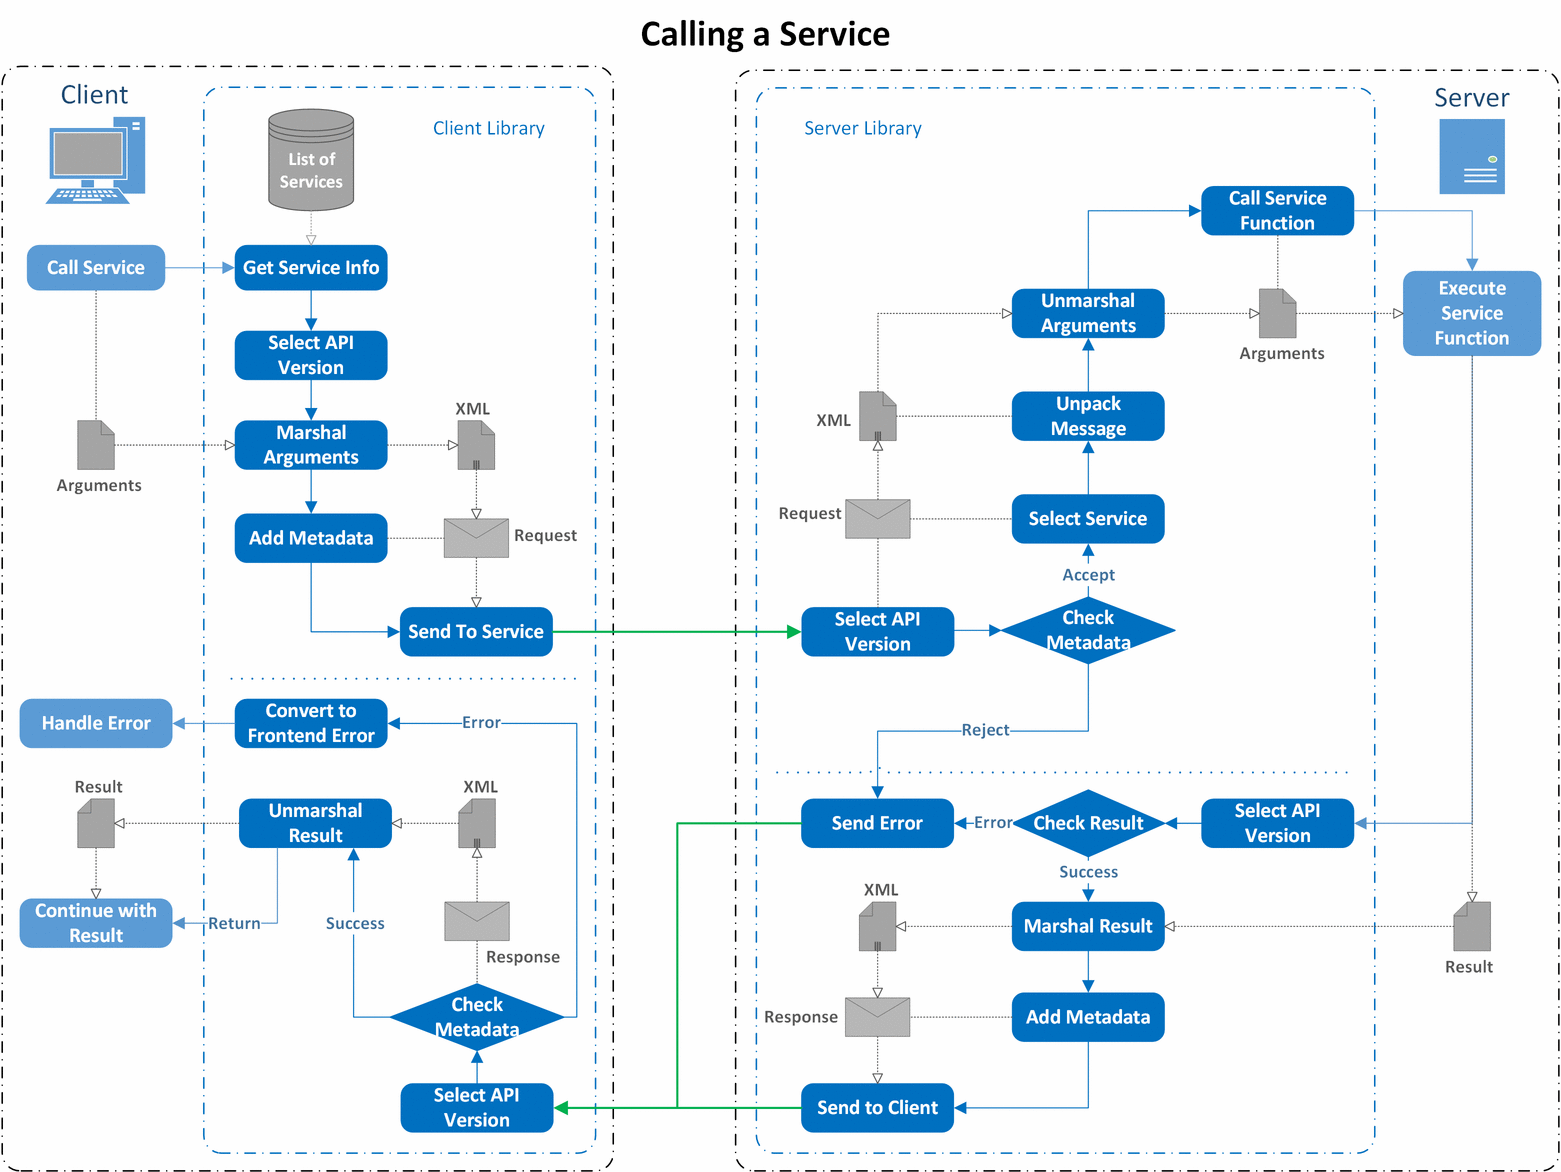 Calling a Service
Client
Client Library
List of
Services
Call Service
Get Service Info
Select API
Version
XML
Marshal
Arguments
Arguments
Add Metadata
Request
Send To Service
Handle Error
Convert to
Frontend Error
Error
Result
XML
Unmarshal
Result
Continue with
Result
Return
Success
Response
Check
Metadata
Select API
Version
Server
Server Library
Call Service
Function
Execute
Service
Function
Unmarshal
Arguments
Arguments
XML
Unpack
Message
Request
Select Service
Accept
Select API
Version
Check
Metadata
Reject
Send Error
Error
Check Result
Select API
Version
Success
XML
Marshal Result
Result
Response
Add Metadata
Send to Client